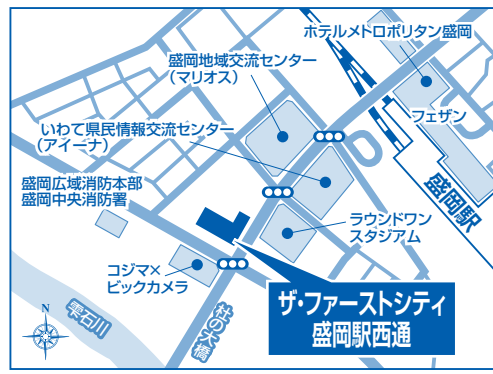 ホテルメトロポリタン盛岡
盛岡地域交流センター
（マリオス）
フェザン
いわて県民情報交流センター
（アイーナ）
盛岡駅
盛岡広域消防本部
盛岡中央消防署
ラウンドワン
スタジアム
コジマ×
ビックカメラ
ザ・ファーストシティ
盛岡駅西通
雫石川
杜の大橋
N